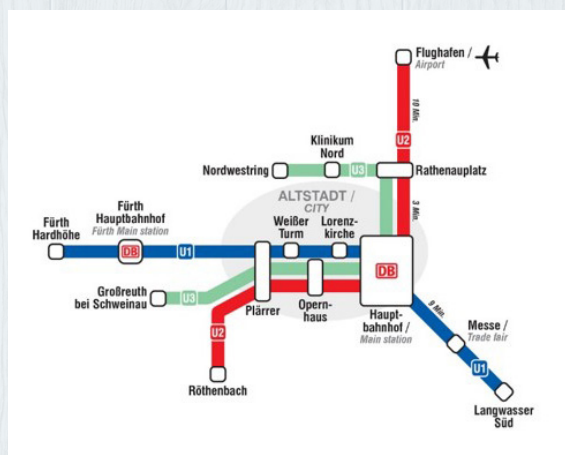 Flughafen /
Airport
10 Min.
U2
Klinikum
Nord
Nordwestring
U3
Rathenauplatz
ALTSTADT /
CITY
3 Min.
Fürth
Hardhöhe
Fürth
Hauptbahnhof
Fürth Main station
DB
U1
Weißer
Turm
Lorenz-
kirche
DB
Großreuth
bei Schweinau
U3
Plärrer
Opern-
haus
Haupt-
bahnhof /
Main station
9 Min.
Messe /
Trade fair
U2
U1
Röthenbach
Langwasser
Süd